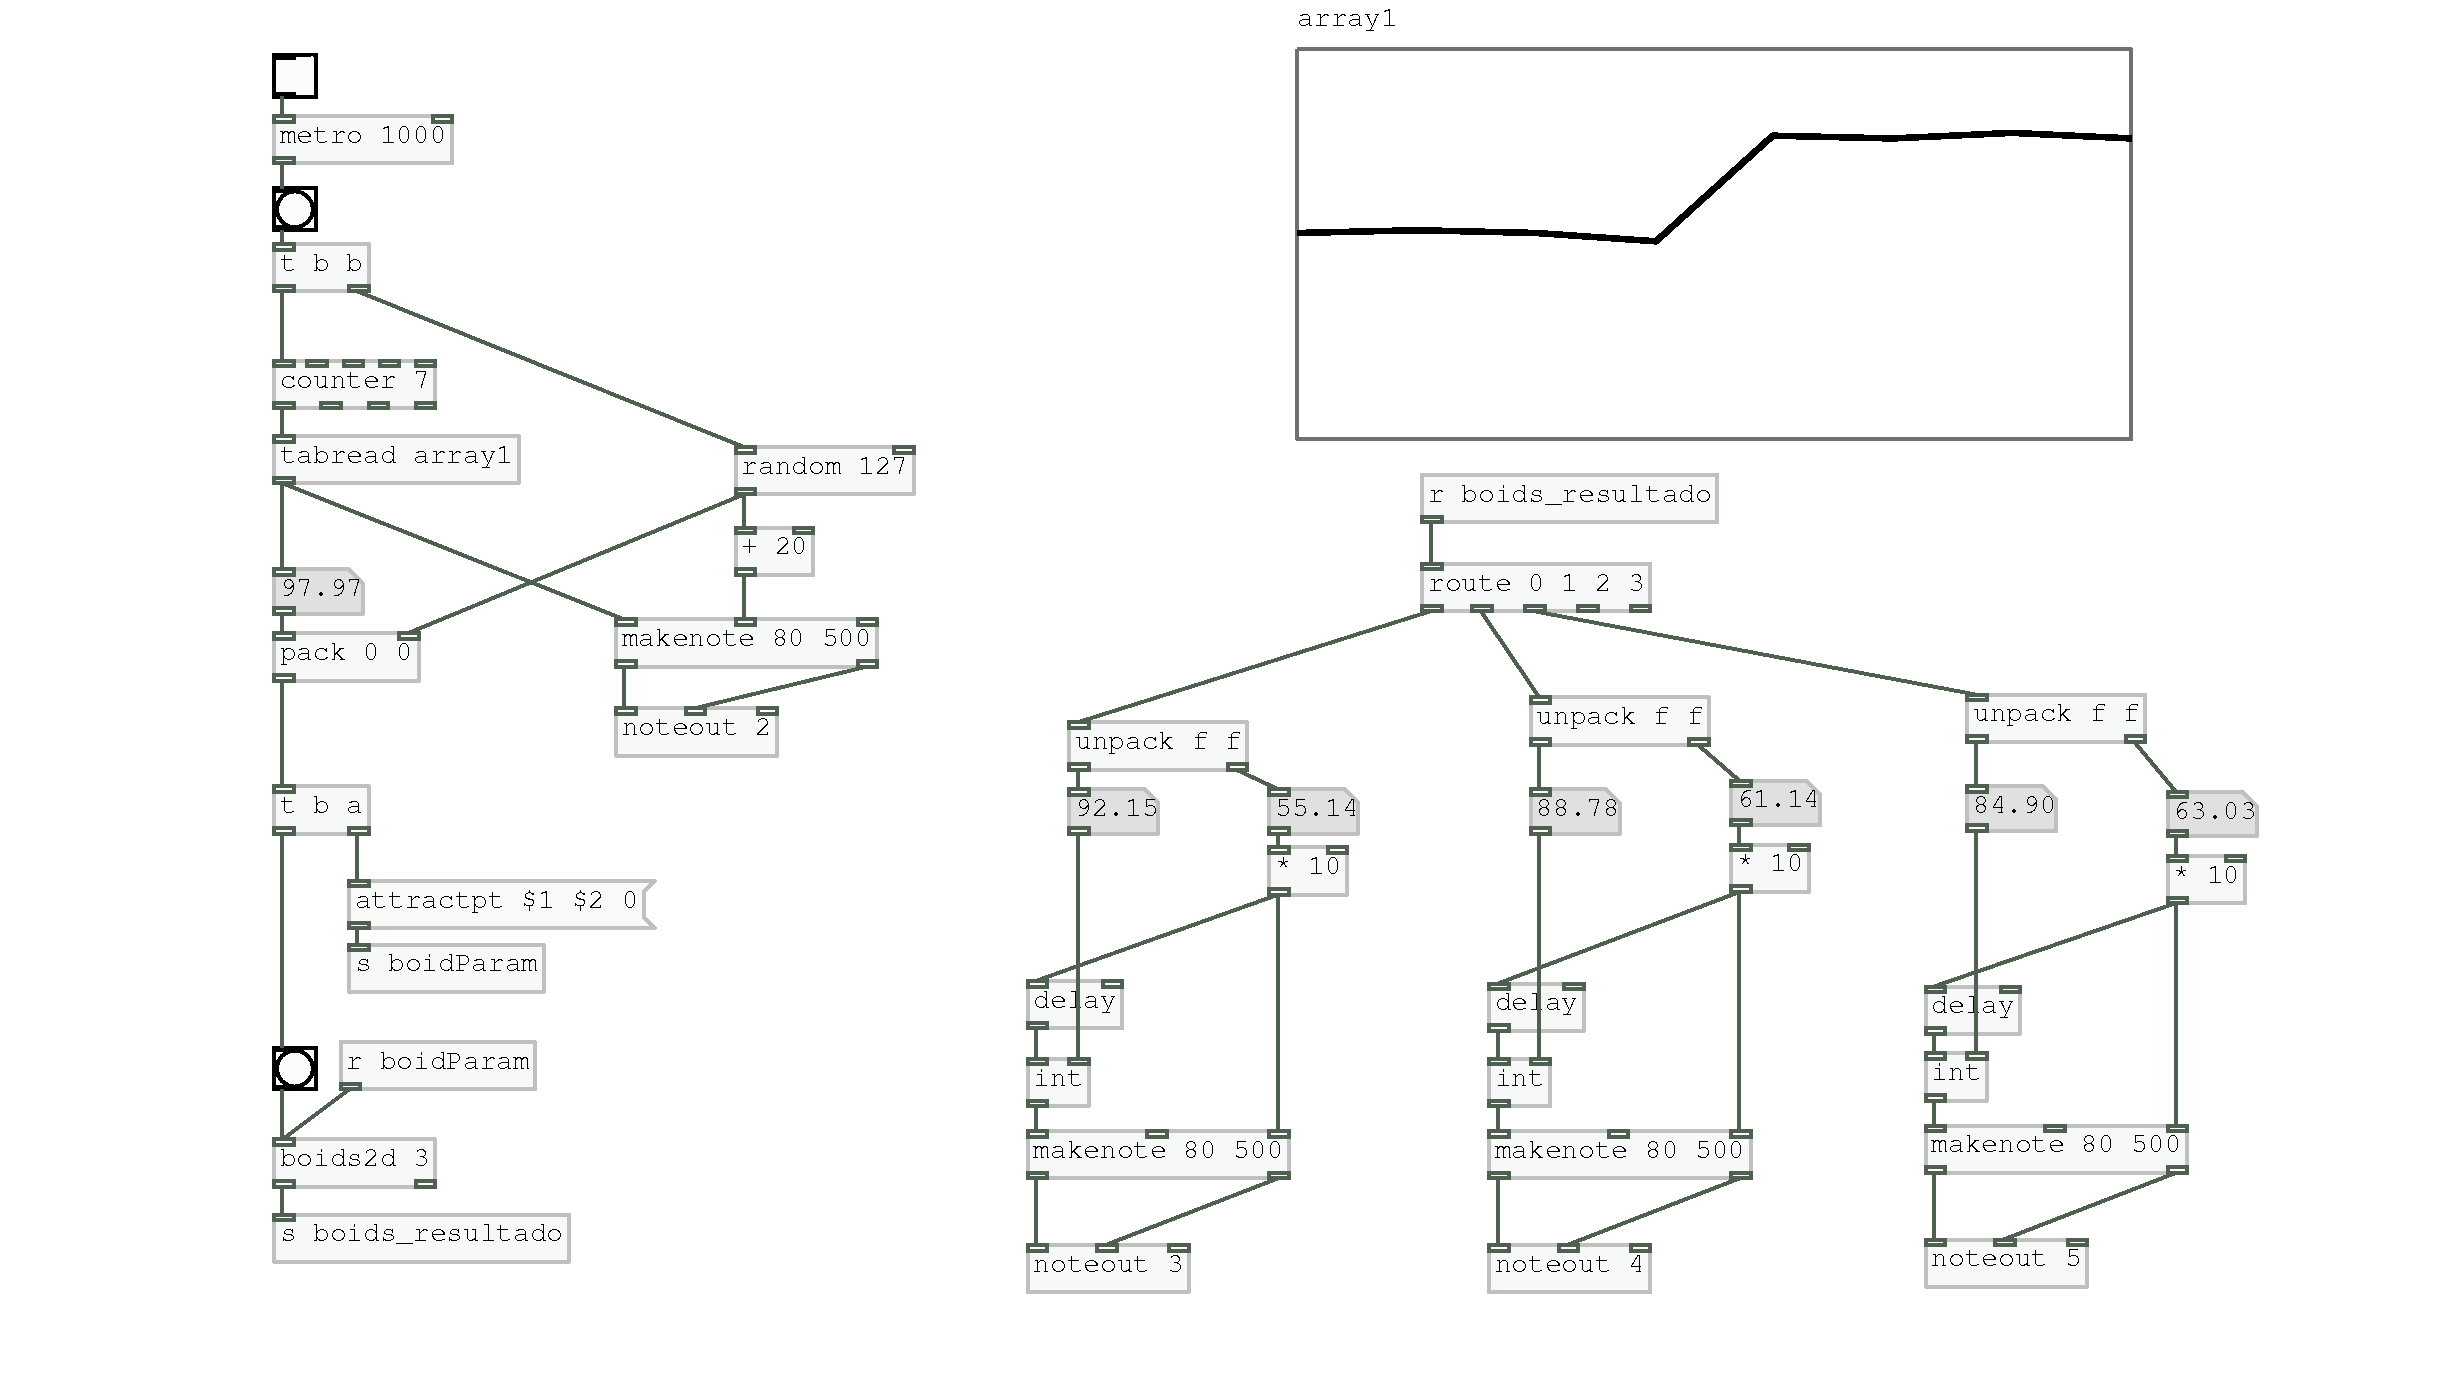 array1
metro 1000
t b b
counter 7
tabread array1
random 127
+ 20
97.97
pack 0 0
makenote 80 500
noteout 2
t b a
attractpt $1 $2 0
s boidParam
r boidParam
boids2d 3
s boids_resultado
r boids_resultado
route 0 1 2 3
unpack f f
92.15
55.14
* 10
delay
int
makenote 80 500
noteout 3
unpack f f
88.78
61.14
* 10
delay
int
makenote 80 500
noteout 4
unpack f f
84.90
63.03
* 10
delay
int
makenote 80 500
noteout 5